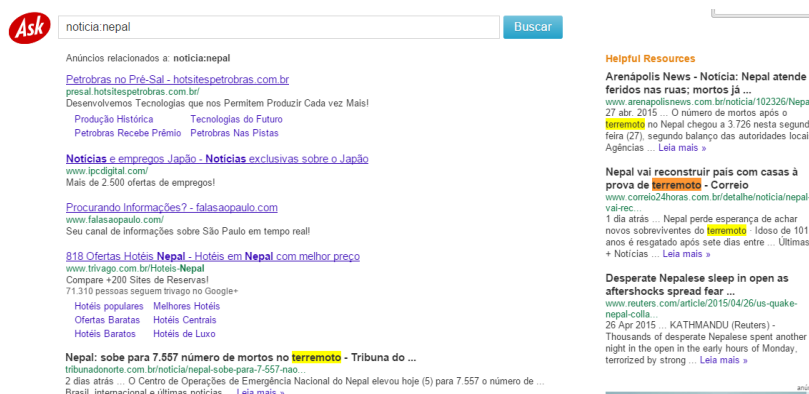 Ask
noticia:nepal
Buscar
Anúncios relacionados a: noticia:nepal
Petrobras no Pré-Sal - hotsitespetrobras.com.br
presal.hotsitespetrobras.com.br/
Desenvolvemos Tecnologias que nos Permitem Produzir Cada vez Mais!
Produção Histórica Tecnologias do Futuro
Petrobras Recebe Prêmio Petrobras Nas Pistas
Notícias e empregos Japão - Notícias exclusivas sobre o Japão
www.ipcdigital.com/
Mais de 2.500 ofertas de empregos!
Procurando Informações? - falasaopaulo.com
www.falasaopaulo.com/
Seu canal de informações sobre São Paulo em tempo real!
818 Ofertas Hotéis Nepal - Hotéis em Nepal com melhor preço
www.trivago.com.br/Hoteis-Nepal
Compare +200 Sites de Reservas!
71.310 pessoas seguem trivago no Google+
Hotéis populares Melhores Hotéis
Ofertas Baratas Hotéis Centrais
Hotéis Baratos Hotéis de Luxo
Nepal: sobe para 7.557 número de mortos no terremoto - Tribuna do ...
tribunadonorte.com.br/noticia/nepal-sobe-para-7-557-nao...
2 dias atrás ... O Centro de Operações de Emergência Nacional do Nepal elevou hoje (5) para 7.557 o número de ...
Brasil, internacional e últimas notícias ... Leia mais »
Helpful Resources
Arenápolis News - Notícia: Nepal atende
feridos nas ruas; mortos já ...
www.arenapolisnews.com.br/noticia/102326/Nepa
27 abr. 2015 ... O número de mortos após o
terremoto no Nepal chegou a 3.726 nesta segund
feira (27), segundo balanço das autoridades locai
Agências ... Leia mais »
Nepal vai reconstruir país com casas à
prova de terremoto - Correio
www.correio24horas.com.br/detalhe/noticia/nepal-
vai-rec...
1 dia atrás ... Nepal perde esperança de achar
novos sobreviventes do terremoto · Idoso de 101
anos é resgatado após sete dias entre ... Últimas
+ Notícias ... Leia mais »
Desperate Nepalese sleep in open as
aftershocks spread fear ...
www.reuters.com/article/2015/04/26/us-quake-
nepal-colla...
26 Apr 2015 ... KATHMANDU (Reuters) -
Thousands of desperate Nepalese spent another
night in the open in the early hours of Monday,
terrorized by strong ... Leia mais »